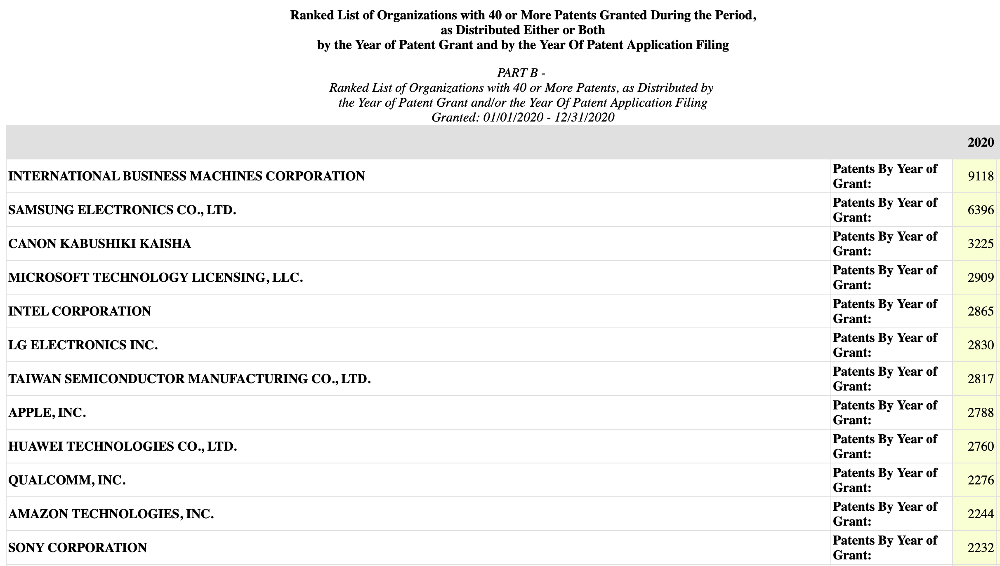 Ranked List of Organizations with 40 or More Patents Granted During the Period,
as Distributed Either or Both
by the Year of Patent Grant and by the Year Of Patent Application Filing
PART B -
Ranked List of Organizations with 40 or More Patents, as Distributed by
the Year of Patent Grant and/or the Year Of Patent Application Filing
Granted: 01/01/2020 - 12/31/2020
2020
INTERNATIONAL BUSINESS MACHINES CORPORATION Patents By Year of Grant: 9118
SAMSUNG ELECTRONICS CO., LTD. Patents By Year of Grant: 6396
CANON KABUSHIKI KAISHA Patents By Year of Grant: 3225
MICROSOFT TECHNOLOGY LICENSING, LLC. Patents By Year of Grant: 2909
INTEL CORPORATION Patents By Year of Grant: 2865
LG ELECTRONICS INC. Patents By Year of Grant: 2830
TAIWAN SEMICONDUCTOR MANUFACTURING CO., LTD. Patents By Year of Grant: 2817
APPLE, INC. Patents By Year of Grant: 2788
HUAWEI TECHNOLOGIES CO., LTD. Patents By Year of Grant: 2760
QUALCOMM, INC. Patents By Year of Grant: 2276
AMAZON TECHNOLOGIES, INC. Patents By Year of Grant: 2244
SONY CORPORATION Patents By Year of Grant: 2232